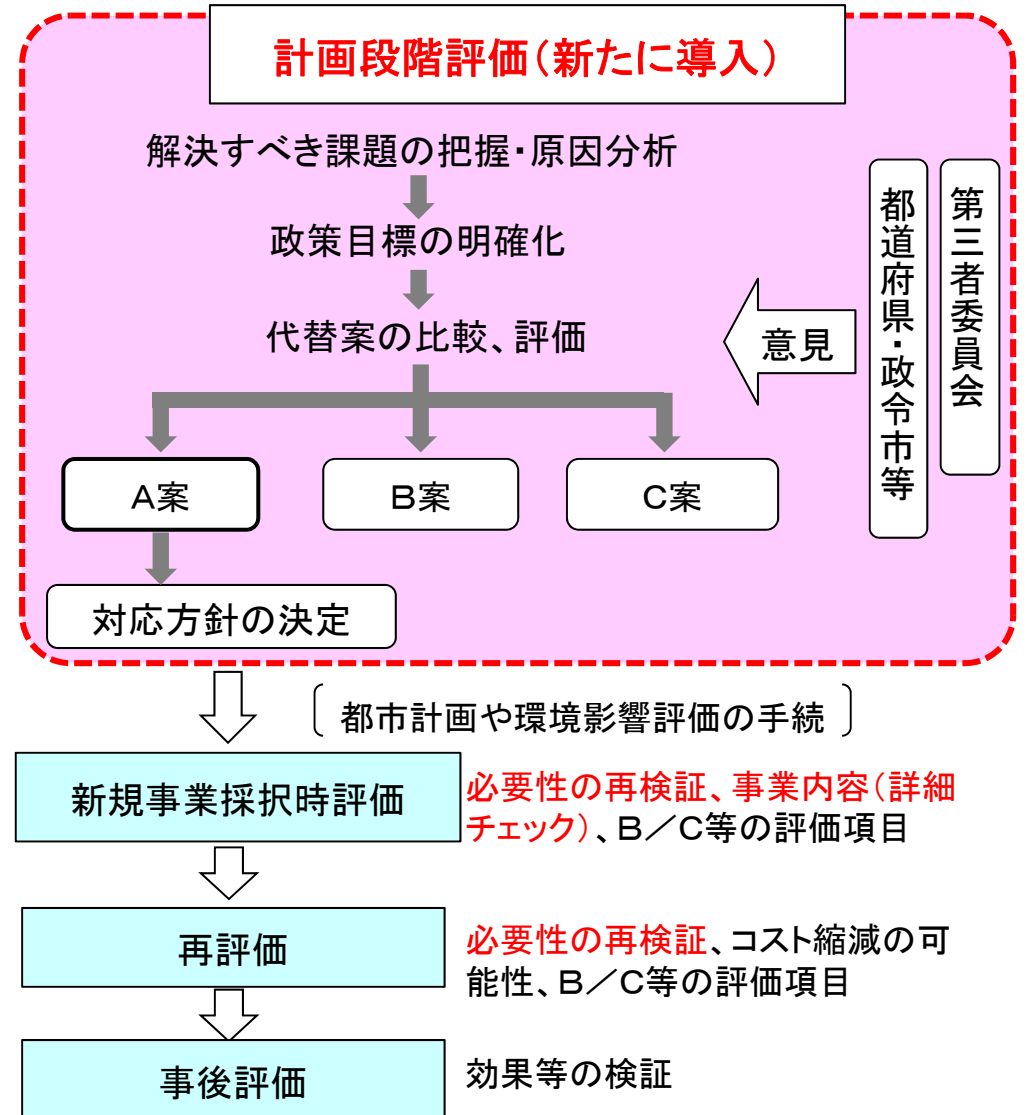 計画段階評価(新たに導入)
解決すべき課題の把握・原因分析
政策目標の明確化
代替案の比較、評価
意見
都道府県・政令市等
第三者委員会
A案
B案
C案
対応方針の決定
〔都市計画や環境影響評価の手続〕
新規事業採択時評価
必要性の再検証、事業内容(詳細
チェック)、B/C等の評価項目
再評価
必要性の再検証、コスト縮減の可
能性、B/C等の評価項目
事後評価
効果等の検証